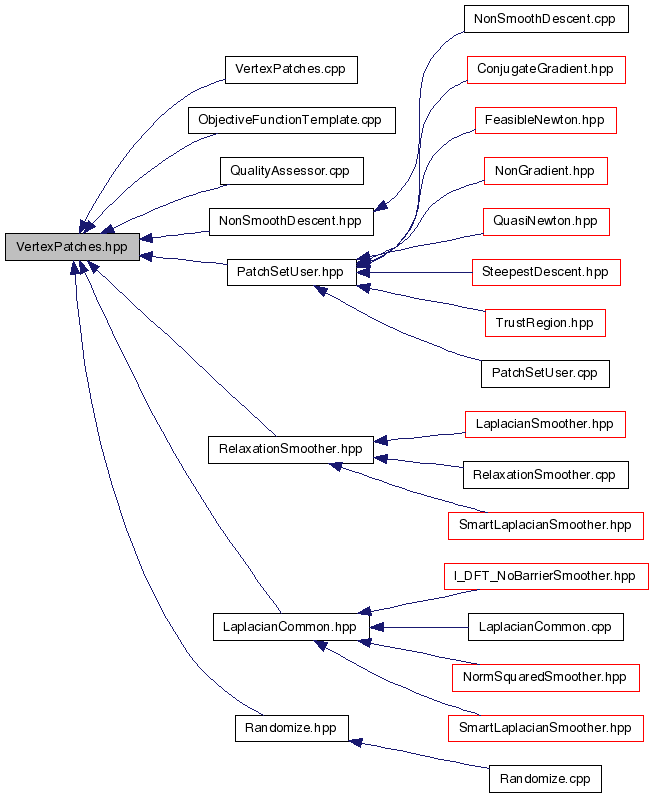 NonSmoothDescent.cpp
VertexPatches.cpp
ConjugateGradient.hpp
ObjectiveFunctionTemplate.cpp
FeasibleNewton.hpp
QualityAssessor.cpp
NonGradient.hpp
NonSmoothDescent.hpp
QuasiNewton.hpp
VertexPatches.hpp
PatchSetUser.hpp
SteepestDescent.hpp
TrustRegion.hpp
PatchSetUser.cpp
LaplacianSmoother.hpp
RelaxationSmoother.hpp
RelaxationSmoother.cpp
SmartLaplacianSmoother.hpp
I_DFT_NoBarrierSmoother.hpp
LaplacianCommon.hpp
LaplacianCommon.cpp
NormSquaredSmoother.hpp
Randomize.hpp
SmartLaplacianSmoother.hpp
Randomize.cpp